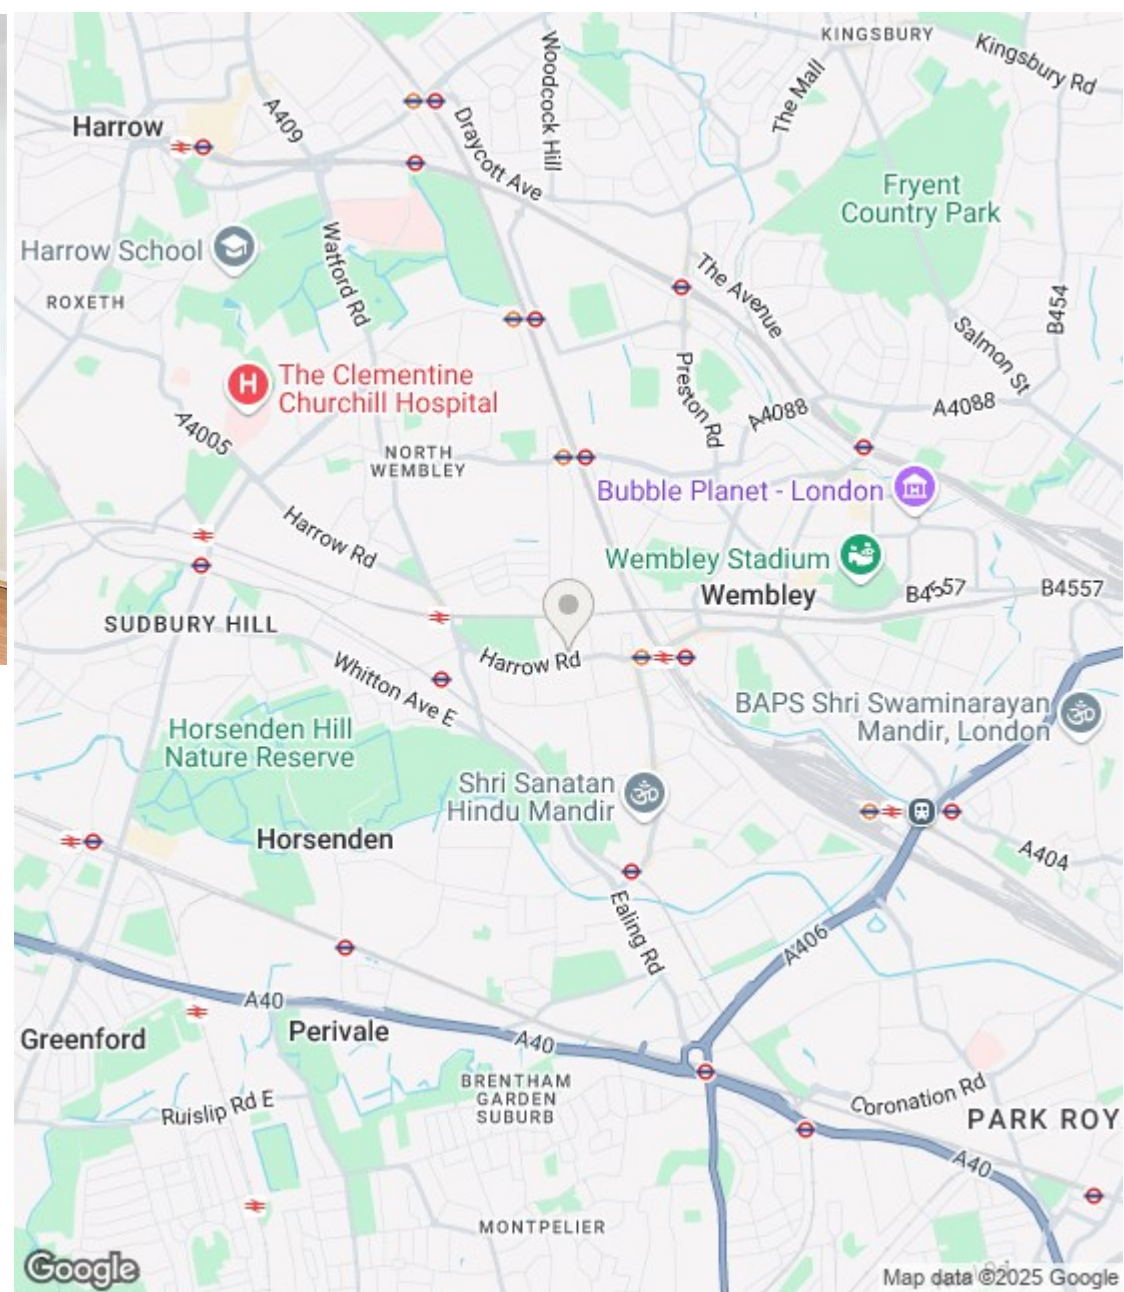 KINGSBURY
Kingsbury Rd
Woodcock Hill
The Mall
Harrow
A409
Draycott Ave
Fryent
Country Park
Harrow School
Watford Rd
The Avenue
ROXETH
B454
Salmon St
The Clementine
Churchill Hospital
Preston Rd
A4088
A4088
A4005
NORTH
WEMBLEY
Bubble Planet - London
Harrow Rd
Wembley Stadium
Wembley
B4557
B4557
SUDBURY HILL
Harrow Rd
Whitton Ave E
BAPS Shri Swaminarayan
Mandir, London
Horsenden Hill
Nature Reserve
Shri Sanatan
Hindu Mandir
Horsenden
A404
Ealing Rd
A406
A40
Greenford
Perivale
A40
BRENTHAM
GARDEN
SUBURB
Coronation Rd
Ruislip Rd E
PARK ROY
A40
MONTPELIER
Google
Map data ©2025 Google